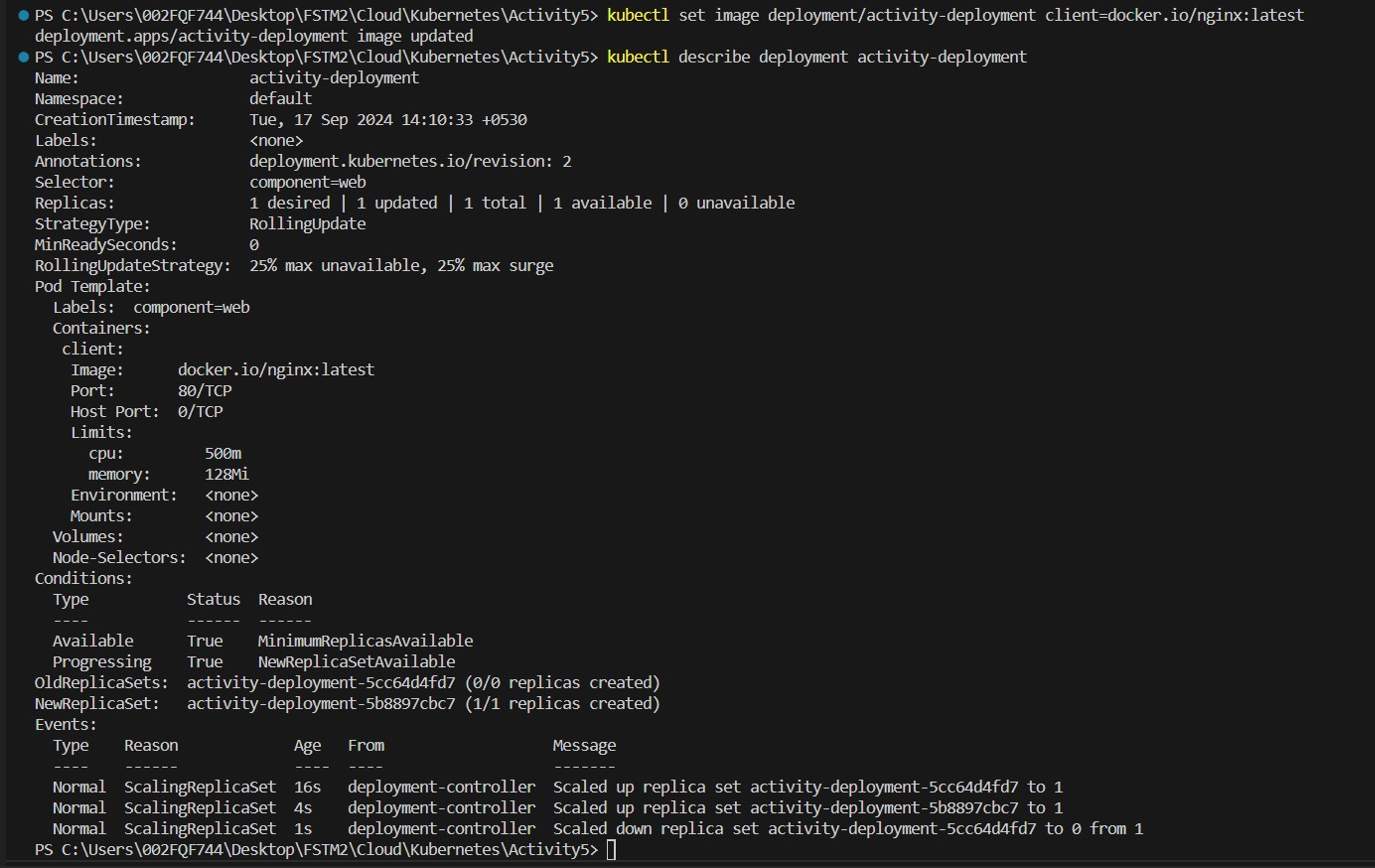 PS C:\Users\002FQF744\Desktop\FSTM2\Cloud\Kubernetes\Activity5> kubectl set image deployment/activity-deployment client=docker.io/nginx:latest
deployment.apps/activity-deployment image updated
PS C:\Users\002FQF744\Desktop\FSTM2\Cloud\Kubernetes\Activity5> kubectl describe deployment activity-deployment
Name:                   activity-deployment
Namespace:              default
CreationTimestamp:      Tue, 17 Sep 2024 14:10:33 +0530
Labels:                 <none>
Annotations:            deployment.kubernetes.io/revision: 2
Selector:               component=web
Replicas:               1 desired | 1 updated | 1 total | 1 available | 0 unavailable
StrategyType:           RollingUpdate
MinReadySeconds:        0
RollingUpdateStrategy:  25% max unavailable, 25% max surge
Pod Template:
  Labels:  component=web
  Containers:
   client:
    Image:      docker.io/nginx:latest
    Port:       80/TCP
    Host Port:  0/TCP
    Limits:
      cpu:         500m
      memory:      128Mi
    Environment:   <none>
    Mounts:        <none>
  Volumes:         <none>
  Node-Selectors:  <none>
Conditions:
  Type           Status  Reason
  ----           ------  ------
  Available      True    MinimumReplicasAvailable
  Progressing    True    NewReplicaSetAvailable
OldReplicaSets:  activity-deployment-5cc64d4fd7 (0/0 replicas created)
NewReplicaSet:   activity-deployment-5b8897cbc7 (1/1 replicas created)
Events:
  Type    Reason             Age   From                   Message
  ----    ------             ----  ----                   -------
  Normal  ScalingReplicaSet  16s   deployment-controller  Scaled up replica set activity-deployment-5cc64d4fd7 to 1
  Normal  ScalingReplicaSet  4s    deployment-controller  Scaled up replica set activity-deployment-5b8897cbc7 to 1
  Normal  ScalingReplicaSet  1s    deployment-controller  Scaled down replica set activity-deployment-5cc64d4fd7 to 0 from 1
PS C:\Users\002FQF744\Desktop\FSTM2\Cloud\Kubernetes\Activity5>